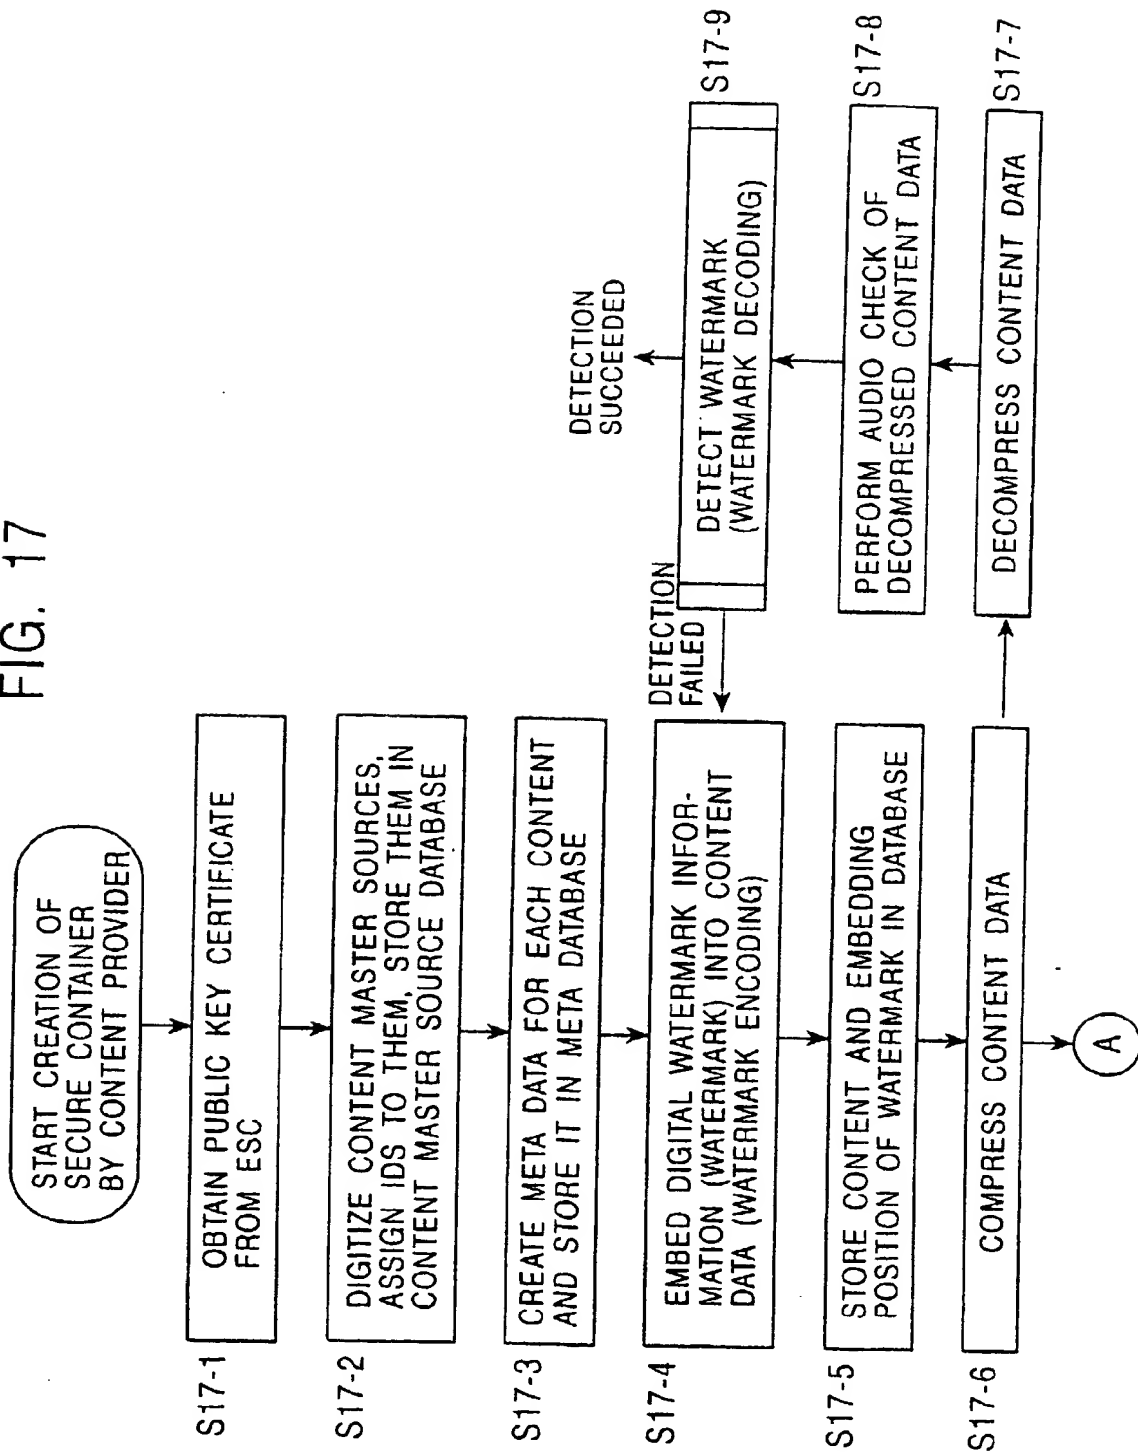 FIG. 17
START CREATION OF
SECURE CONTAINER
BY CONTENT PROVIDER
S17-1
OBTAIN PUBLIC KEY CERTIFICATE
FROM ESC
S17-2
DIGITIZE CONTENT MASTER SOURCES,
ASSIGN IDS TO THEM, STORE THEM IN
CONTENT MASTER SOURCE DATABASE
S17-3
CREATE META DATA FOR EACH CONTENT
AND STORE IT IN META DATABASE
S17-4
EMBED DIGITAL WATERMARK INFOR-
MATION (WATERMARK) INTO CONTENT
DATA (WATERMARK ENCODING)
S17-5
STORE CONTENT AND EMBEDDING
POSITION OF WATERMARK IN DATABASE
S17-6
COMPRESS CONTENT DATA
A
DECOMPRESS CONTENT DATA
S17-7
PERFORM AUDIO CHECK OF
DECOMPRESSED CONTENT DATA
S17-8
DETECT WATERMARK
(WATERMARK DECODING)
S17-9
DETECTION
FAILED
DETECTION
SUCCEEDED